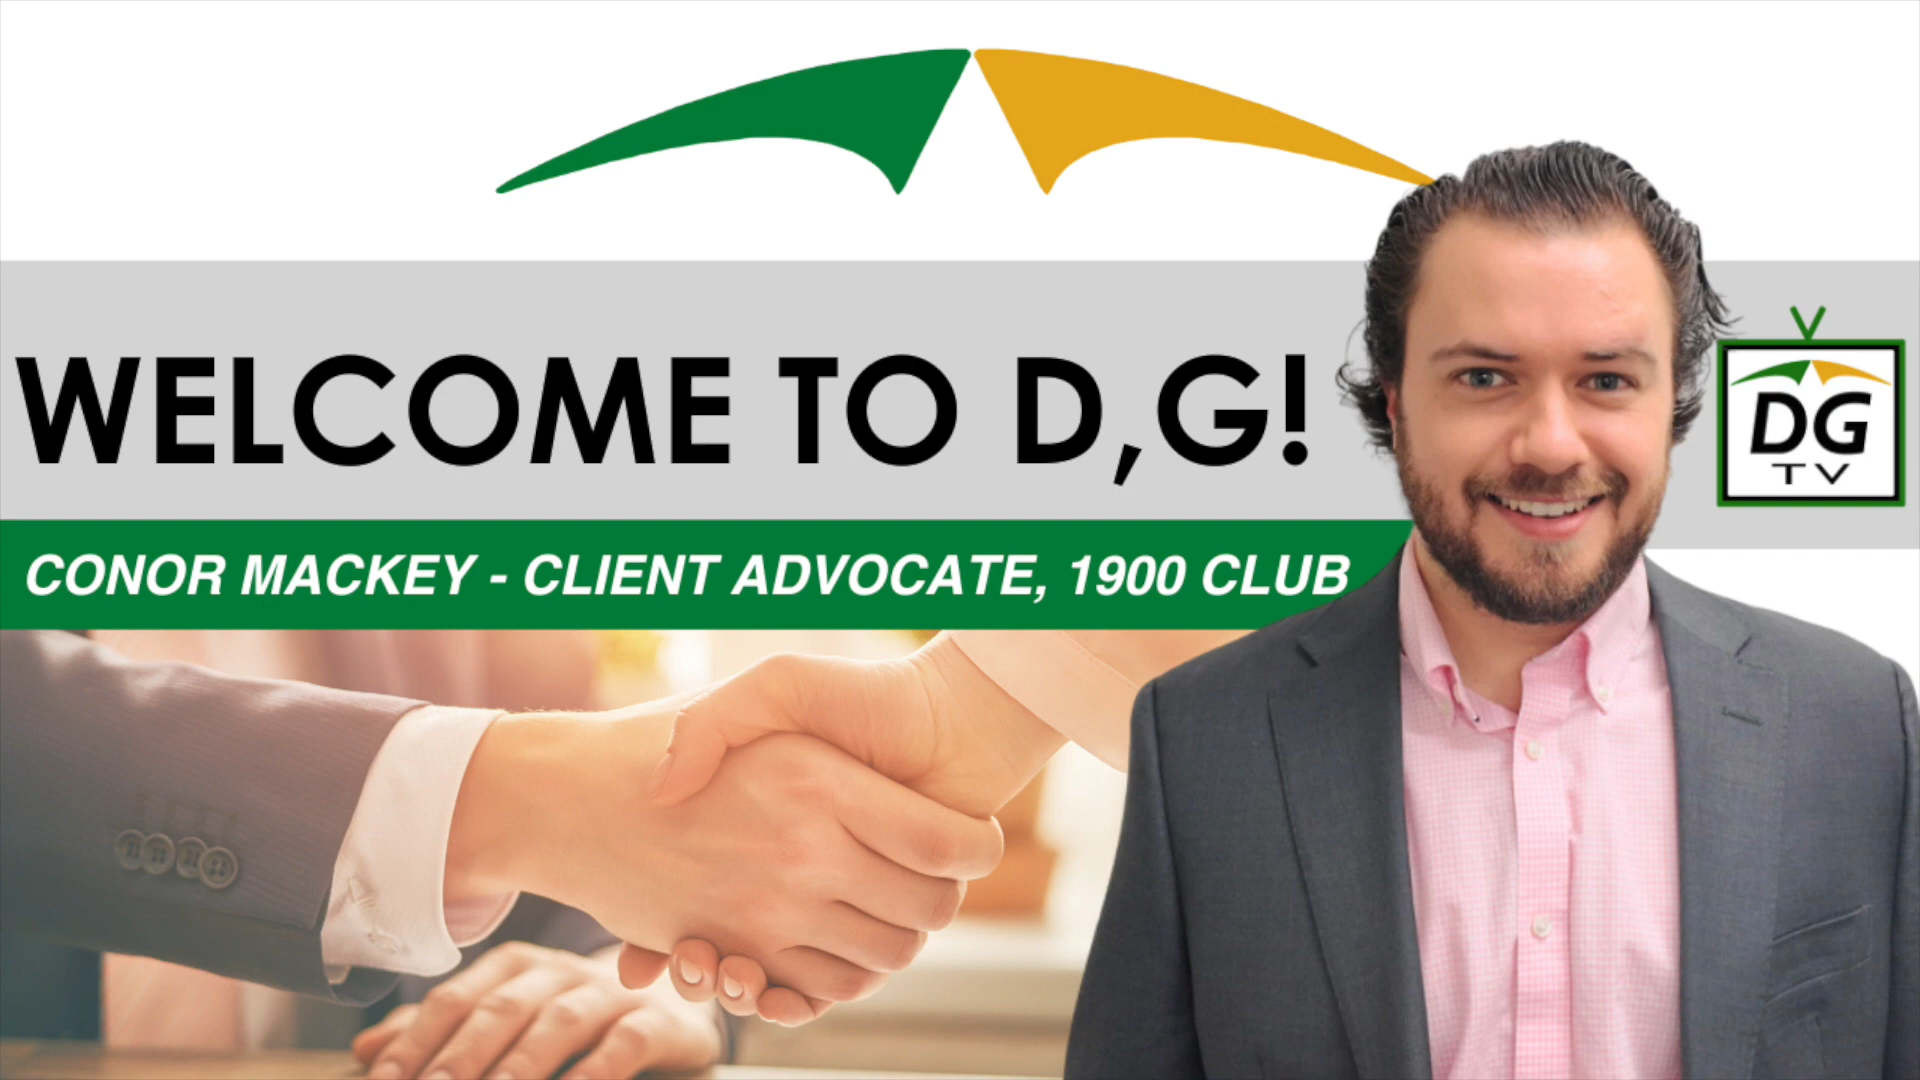 WELCOME TO D,G!
DG
TV
CONOR MACKEY - CLIENT ADVOCATE, 1900 CLUB